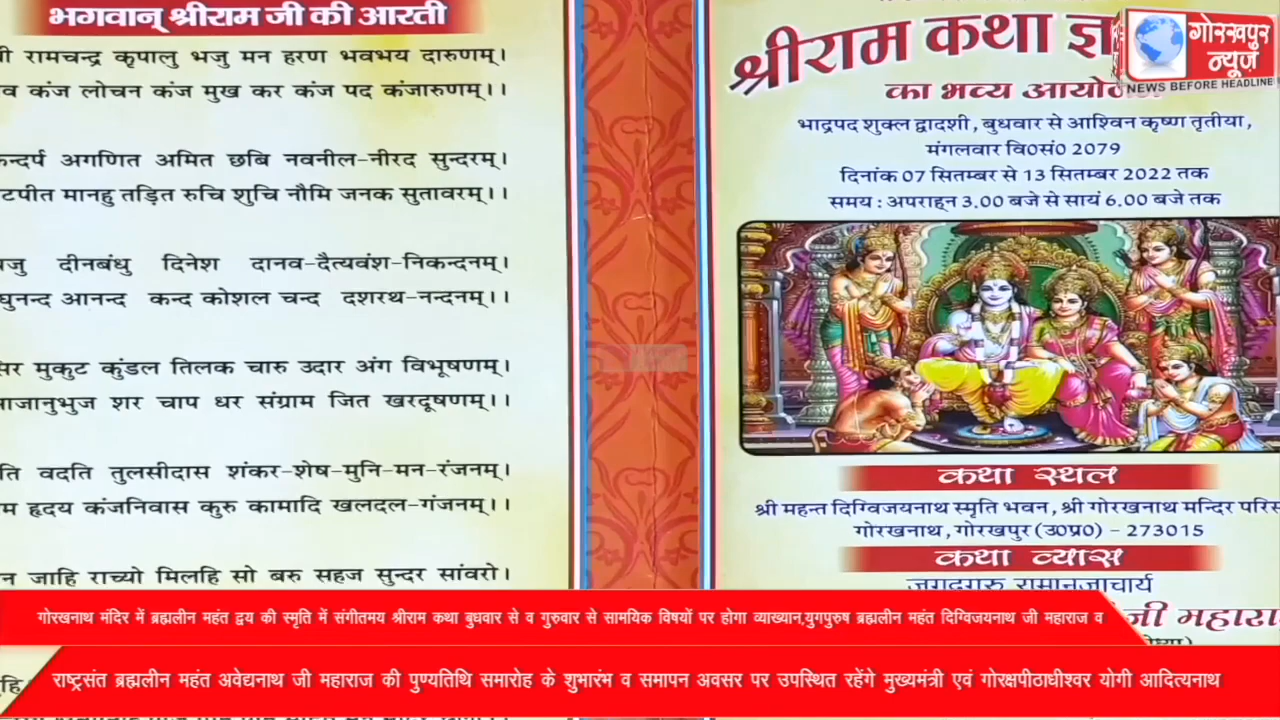 भगवान् श्रीराम जी की आरती
रामचन्द्र कृपालु भजु मन हरण भवभय दारुणम्।
कंज लोचन कंज मुख कर कंज पद कंजारुणम्।।
अगणित अमित छबि नवनील-नीरद सुन्दरम्।
मानहु तड़ित रुचि शुचि नौमि जनक सुतावरम्।।
दीनबंधु दिनेश दानव-दैत्यवंश-निकन्दनम्।
आनन्द कन्द कोशल चन्द दशरथ-नन्दनम्।।
मुकुट कुंडल तिलक चारु उदार अंग विभूषणम्।
शर चाप धर संग्राम जित खरदूषणम्।।
वदति तुलसीदास शंकर-शेष-मुनि-मन-रंजनम्।
हृदय कंजनिवास कुरु कामादि खलदल-गंजनम्।।
जाहि राच्यो मिलहि सो बरु सहज सुन्दर सांवरो।
श्रीराम कथा
का भव्य
भाद्रपद शुक्ल द्वादशी, बुधवार से आश्विन कृष्ण तृतीया,
मंगलवार वि0सं0 2079
दिनांक 07 सितम्बर से 13 सितम्बर 2022 तक
समय : अपराह्न 3.00 बजे से सायं 6.00 बजे तक
कथा स्थल
श्री महन्त दिग्विजयनाथ स्मृति भवन, श्री गोरखनाथ मन्दिर
गोरखनाथ, गोरखपुर (उ0प्र0) - 273015
कथा व्यास
जगदगुरु रामानुजाचार्य
जी
गोरखपुर
न्यूज़
NEWS BEFORE HEADLINE
गोरखनाथ मंदिर में ब्रह्मलीन महंत द्वय की स्मृति में संगीतमय श्रीराम कथा बुधवार से व गुरुवार से सामयिक विषयों पर होगा व्याख्यान,युगपुरुष ब्रह्मलीन महंत दिग्विजयनाथ जी महाराज व
राष्ट्रसंत ब्रह्मलीन महंत अवेद्यनाथ जी महाराज की पुण्यतिथि समारोह के शुभारंभ व समापन अवसर पर उपस्थित रहेंगे मुख्यमंत्री एवं गोरक्षपीठाधीश्वर योगी आदित्यनाथ